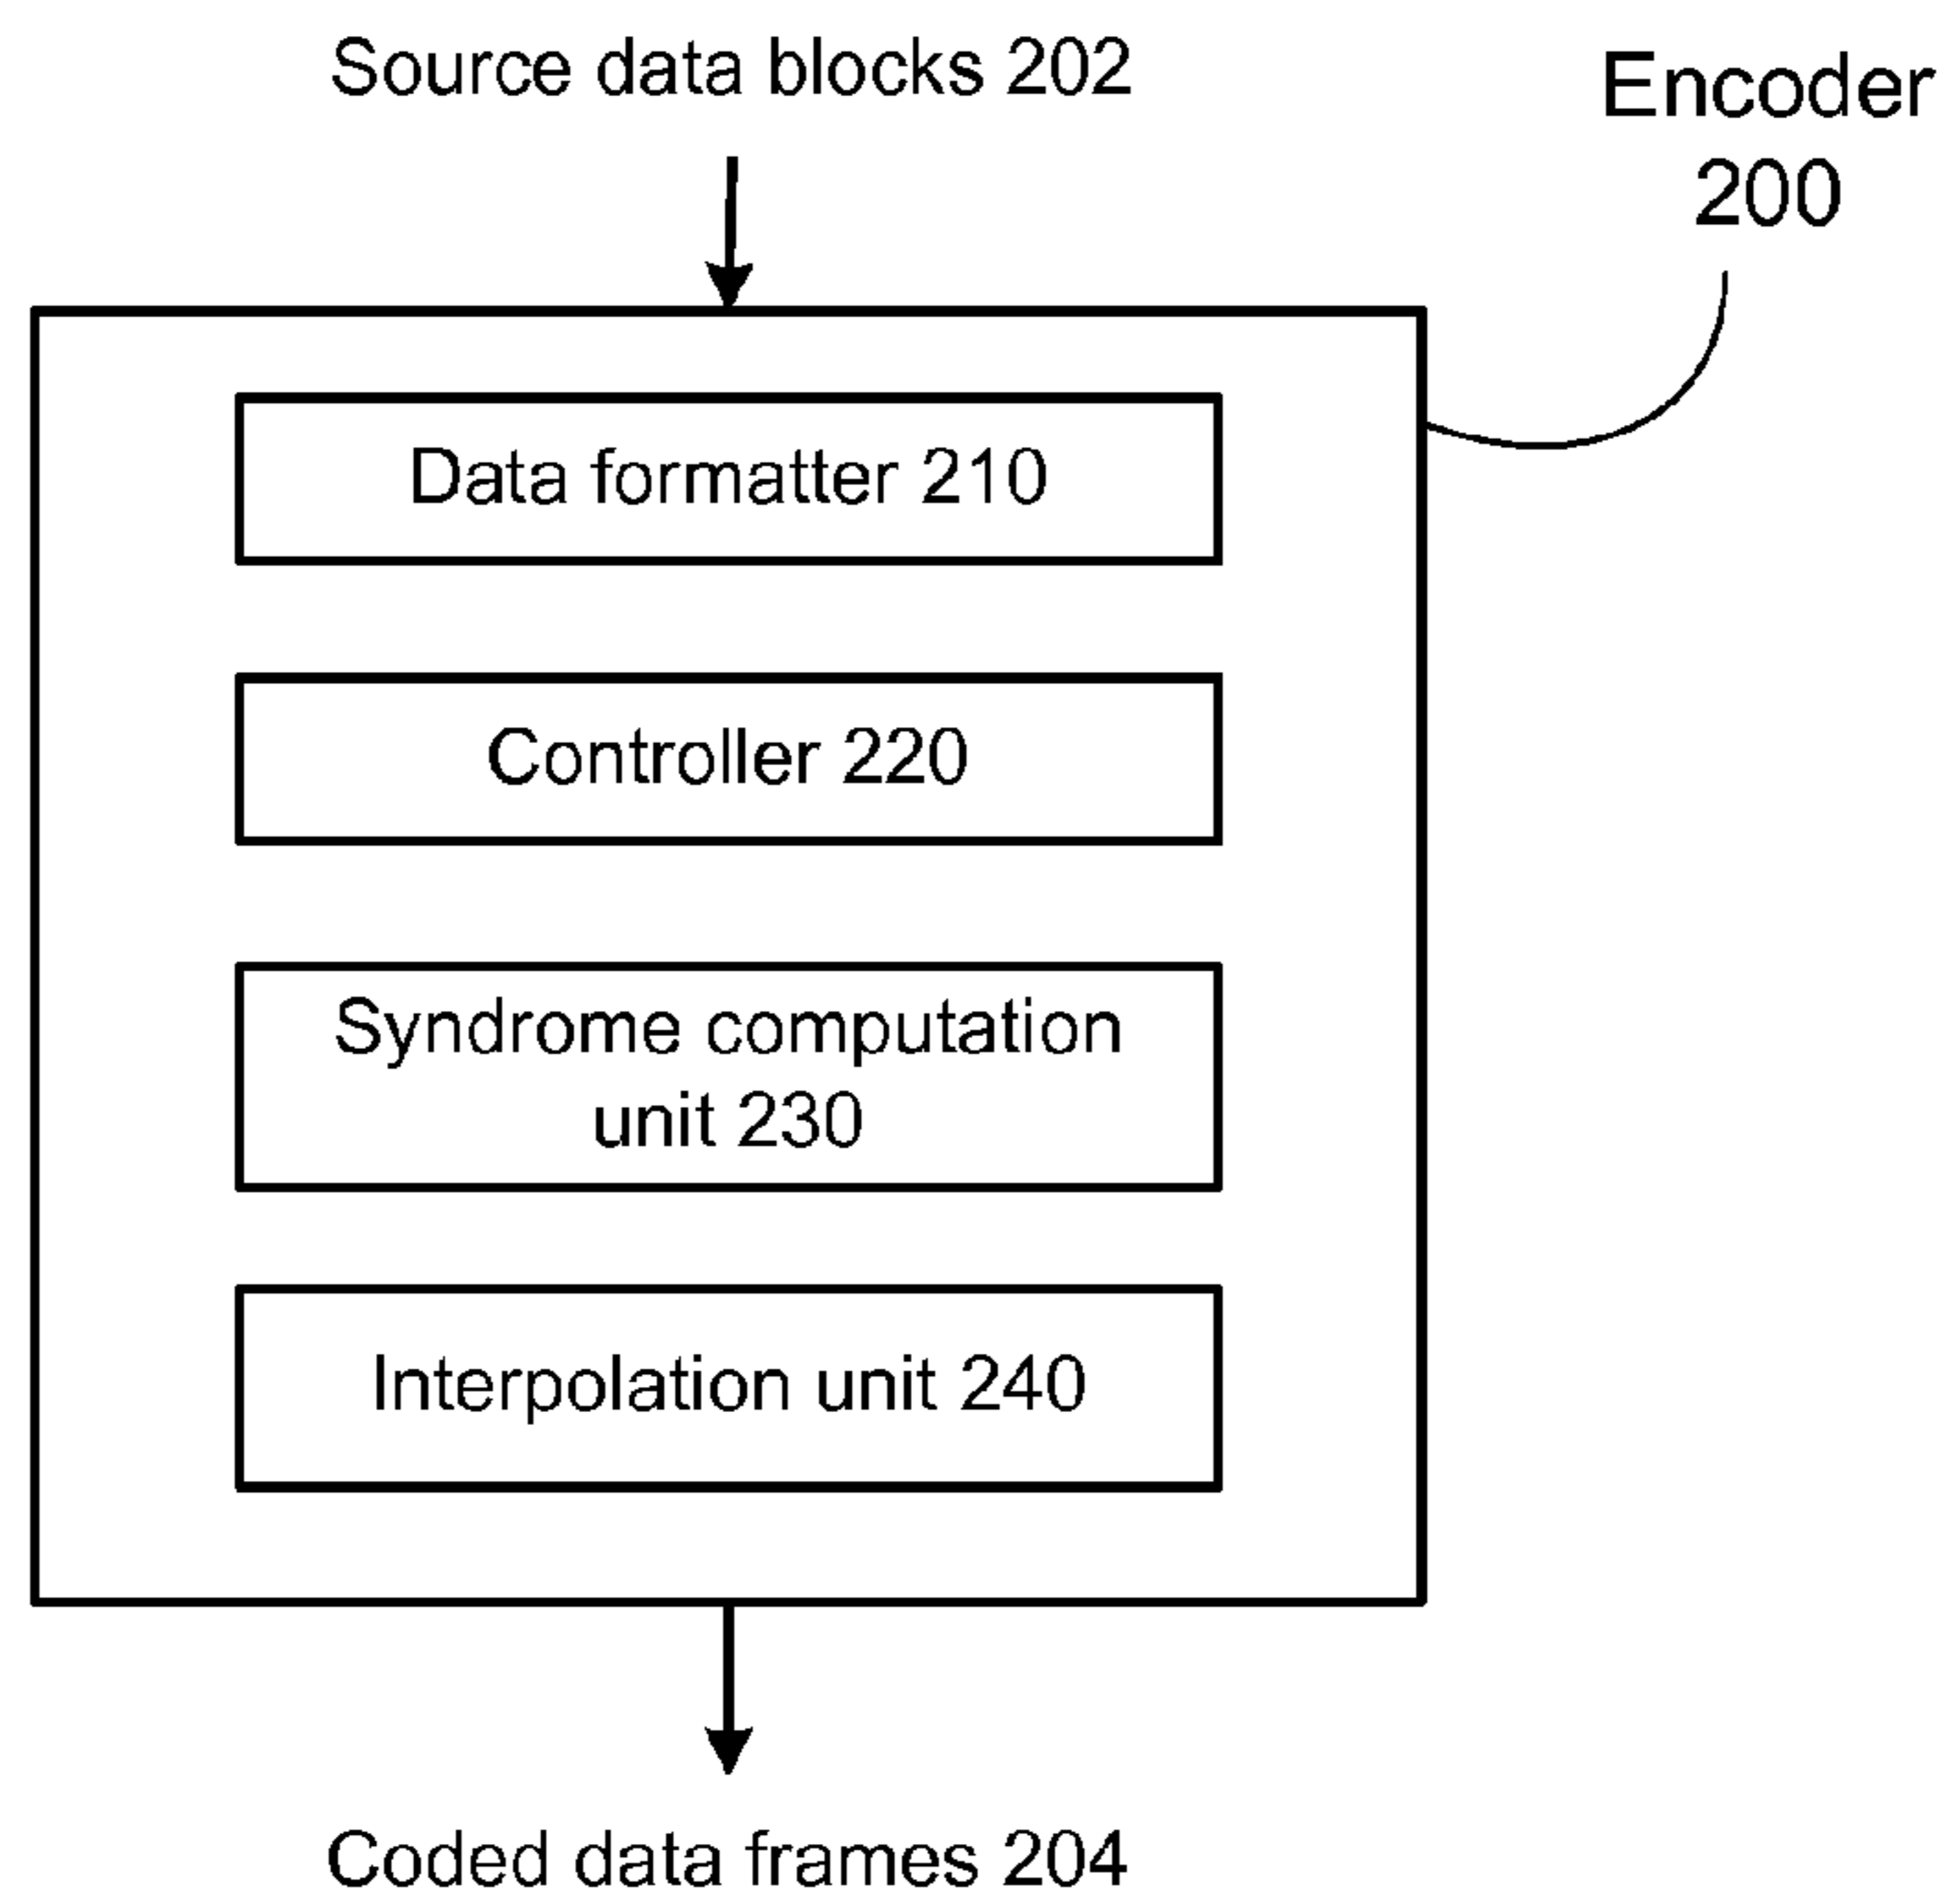 Source data blocks 202
Encoder
200
Data formatter 210
Controller 220
Syndrome computation
unit 230
Interpolation unit 240
Coded data frames 204